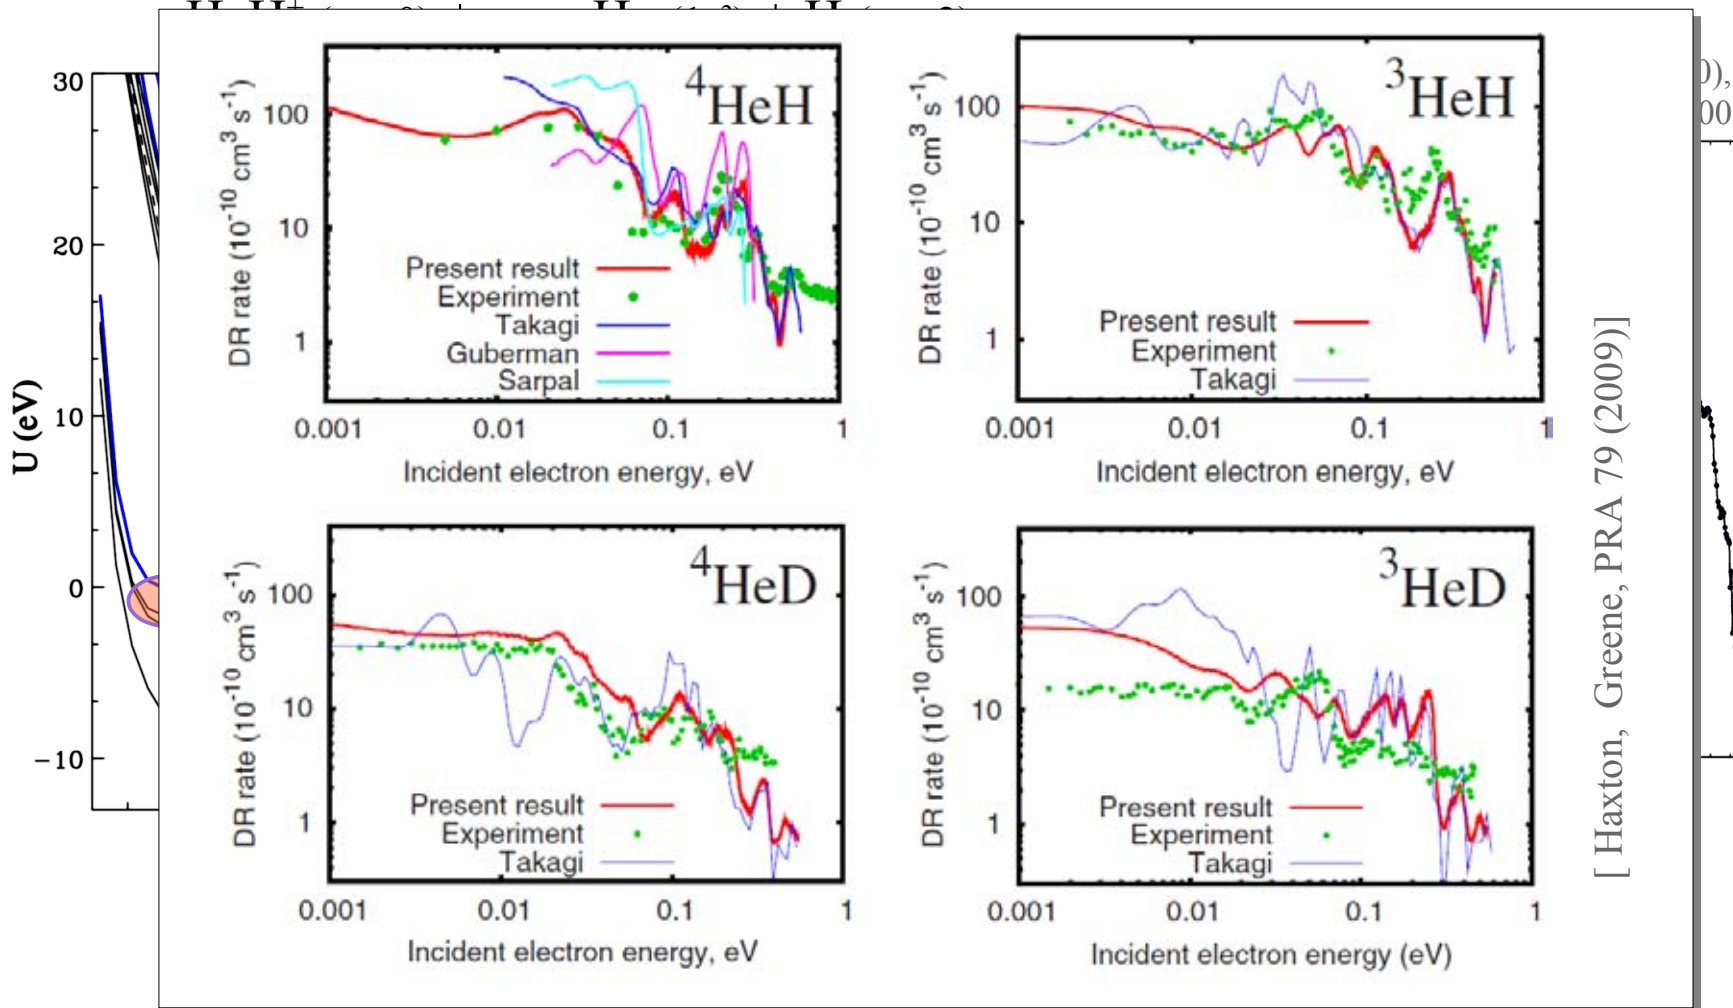 30
20
10
0
−10
U (eV)
⁴HeH
DR rate (10⁻¹⁰ cm³ s⁻¹)
100
10
1
Present result
Experiment
Takagi
Guberman
Sarpal
0.001 0.01 0.1 1
Incident electron energy, eV
³HeH
DR rate (10⁻¹⁰ cm³ s⁻¹)
100
10
1
Present result
Experiment
Takagi
0.001 0.01 0.1 1
Incident electron energy, eV
⁴HeD
DR rate (10⁻¹⁰ cm³ s⁻¹)
100
10
1
Present result
Experiment
Takagi
0.001 0.01 0.1 1
Incident electron energy, eV
³HeD
DR rate (10⁻¹⁰ cm³ s⁻¹)
100
10
1
Present result
Experiment
Takagi
0.001 0.01 0.1 1
Incident electron energy (eV)
[ Haxton, Greene, PRA 79 (2009)]
0),
00